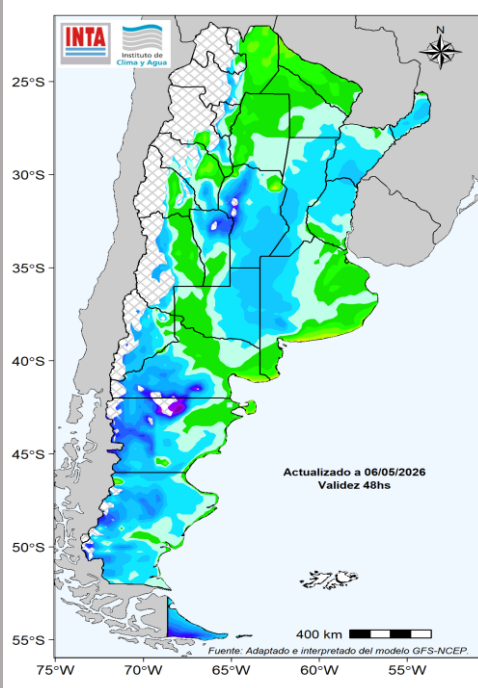 INTA
Instituto de
Clima y Agua
N
25°S
30°S
35°S
40°S
45°S
50°S
55°S
Actualizado a 06/05/2026
Validez 48hs
400 km
Fuente: Adaptado e interpretado del modelo GFS-NCEP.
75°W 70°W 65°W 60°W 55°W